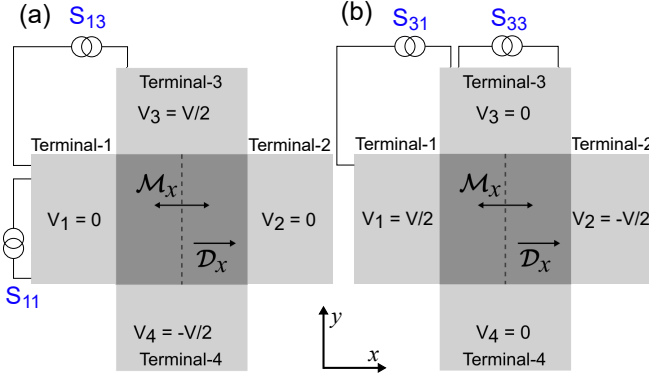 (a)
S₁₃
Terminal-3
V₃ = V/2
Terminal-1
Terminal-2
ℳₓ
V₁ = 0
V₂ = 0
𝒟ₓ
S₁₁
V₄ = -V/2
Terminal-4
(b)
S₃₁
S₃₃
Terminal-3
V₃ = 0
Terminal-1
Terminal-2
ℳₓ
V₁ = V/2
V₂ = -V/2
𝒟ₓ
V₄ = 0
Terminal-4
y
x